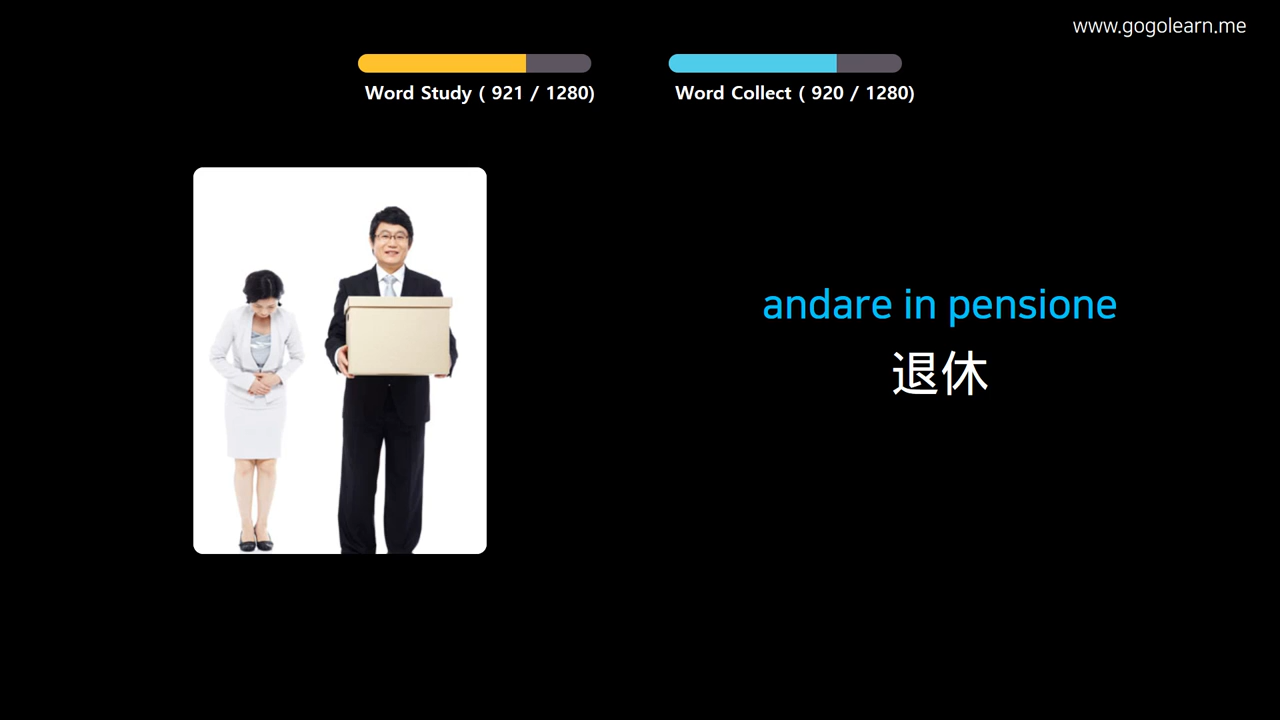 www.gogolearn.me
Word Study ( 921 / 1280)
Word Collect ( 920 / 1280)
andare in pensione
退休